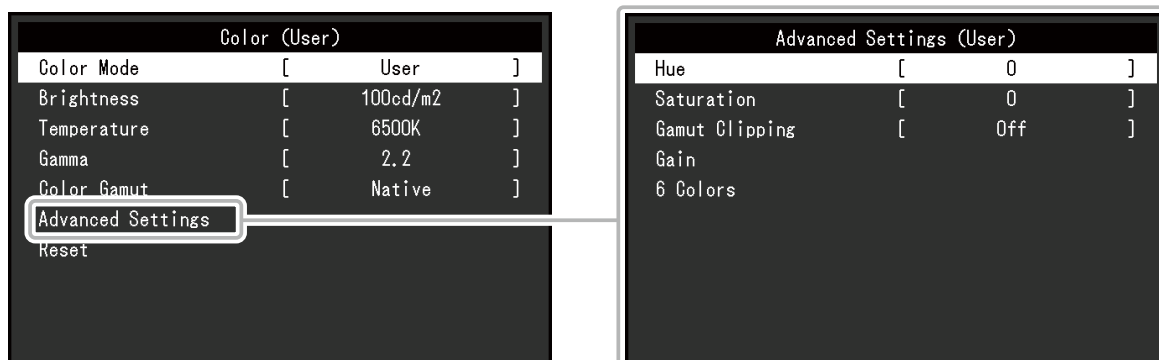 Color (User)
Color Mode [ User ]
Brightness [ 100cd/m2 ]
Temperature [ 6500K ]
Gamma [ 2.2 ]
Color Gamut [ Native ]
Advanced Settings
Reset
Advanced Settings (User)
Hue [ 0 ]
Saturation [ 0 ]
Gamut Clipping [ Off ]
Gain
6 Colors